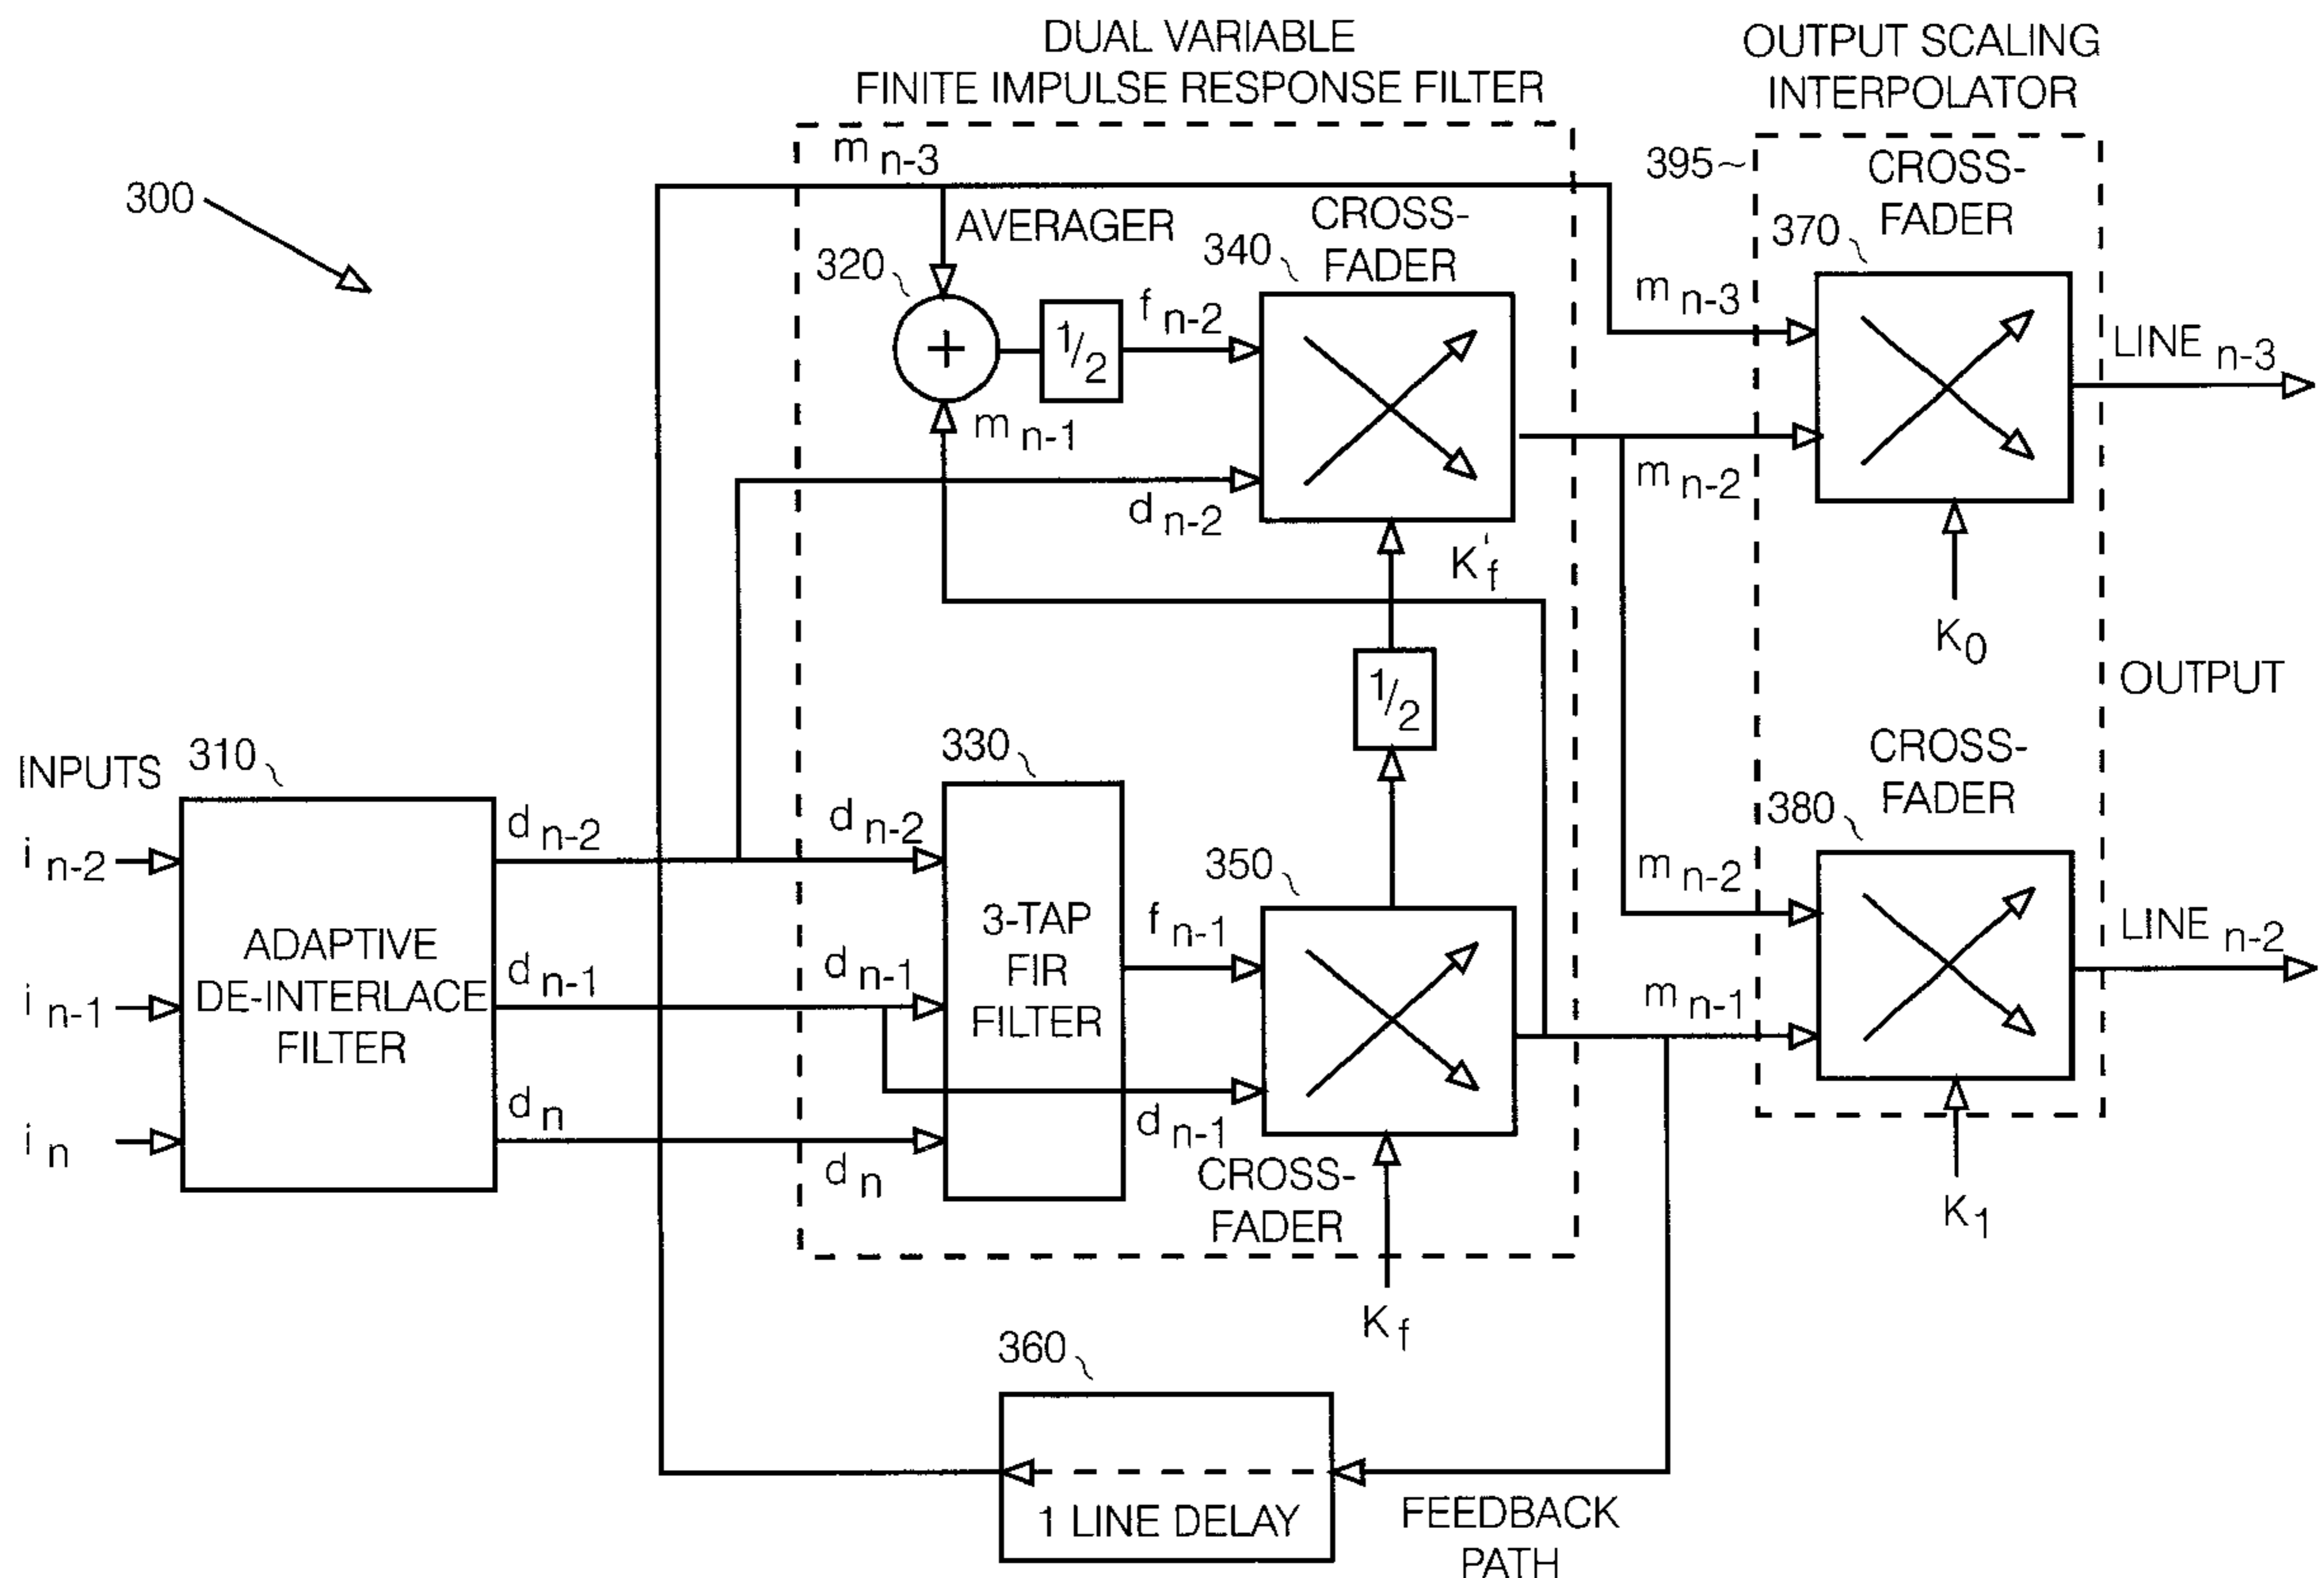 DUAL VARIABLE
FINITE IMPULSE RESPONSE FILTER
OUTPUT SCALING
INTERPOLATOR
300
m n-3
AVERAGER
320
1/2
f n-2
m n-1
d n-2
CROSS-
FADER
340
K'f
1/2
395
CROSS-
FADER
370
m n-3
m n-2
K0
LINE n-3
OUTPUT
INPUTS
310
i n-2
i n-1
i n
ADAPTIVE
DE-INTERLACE
FILTER
d n-2
d n-1
d n
d n-2
d n-1
d n
330
3-TAP
FIR
FILTER
f n-1
d n-1
350
CROSS-
FADER
Kf
CROSS-
FADER
380
m n-2
m n-1
K1
LINE n-2
360
1 LINE DELAY
FEEDBACK
PATH